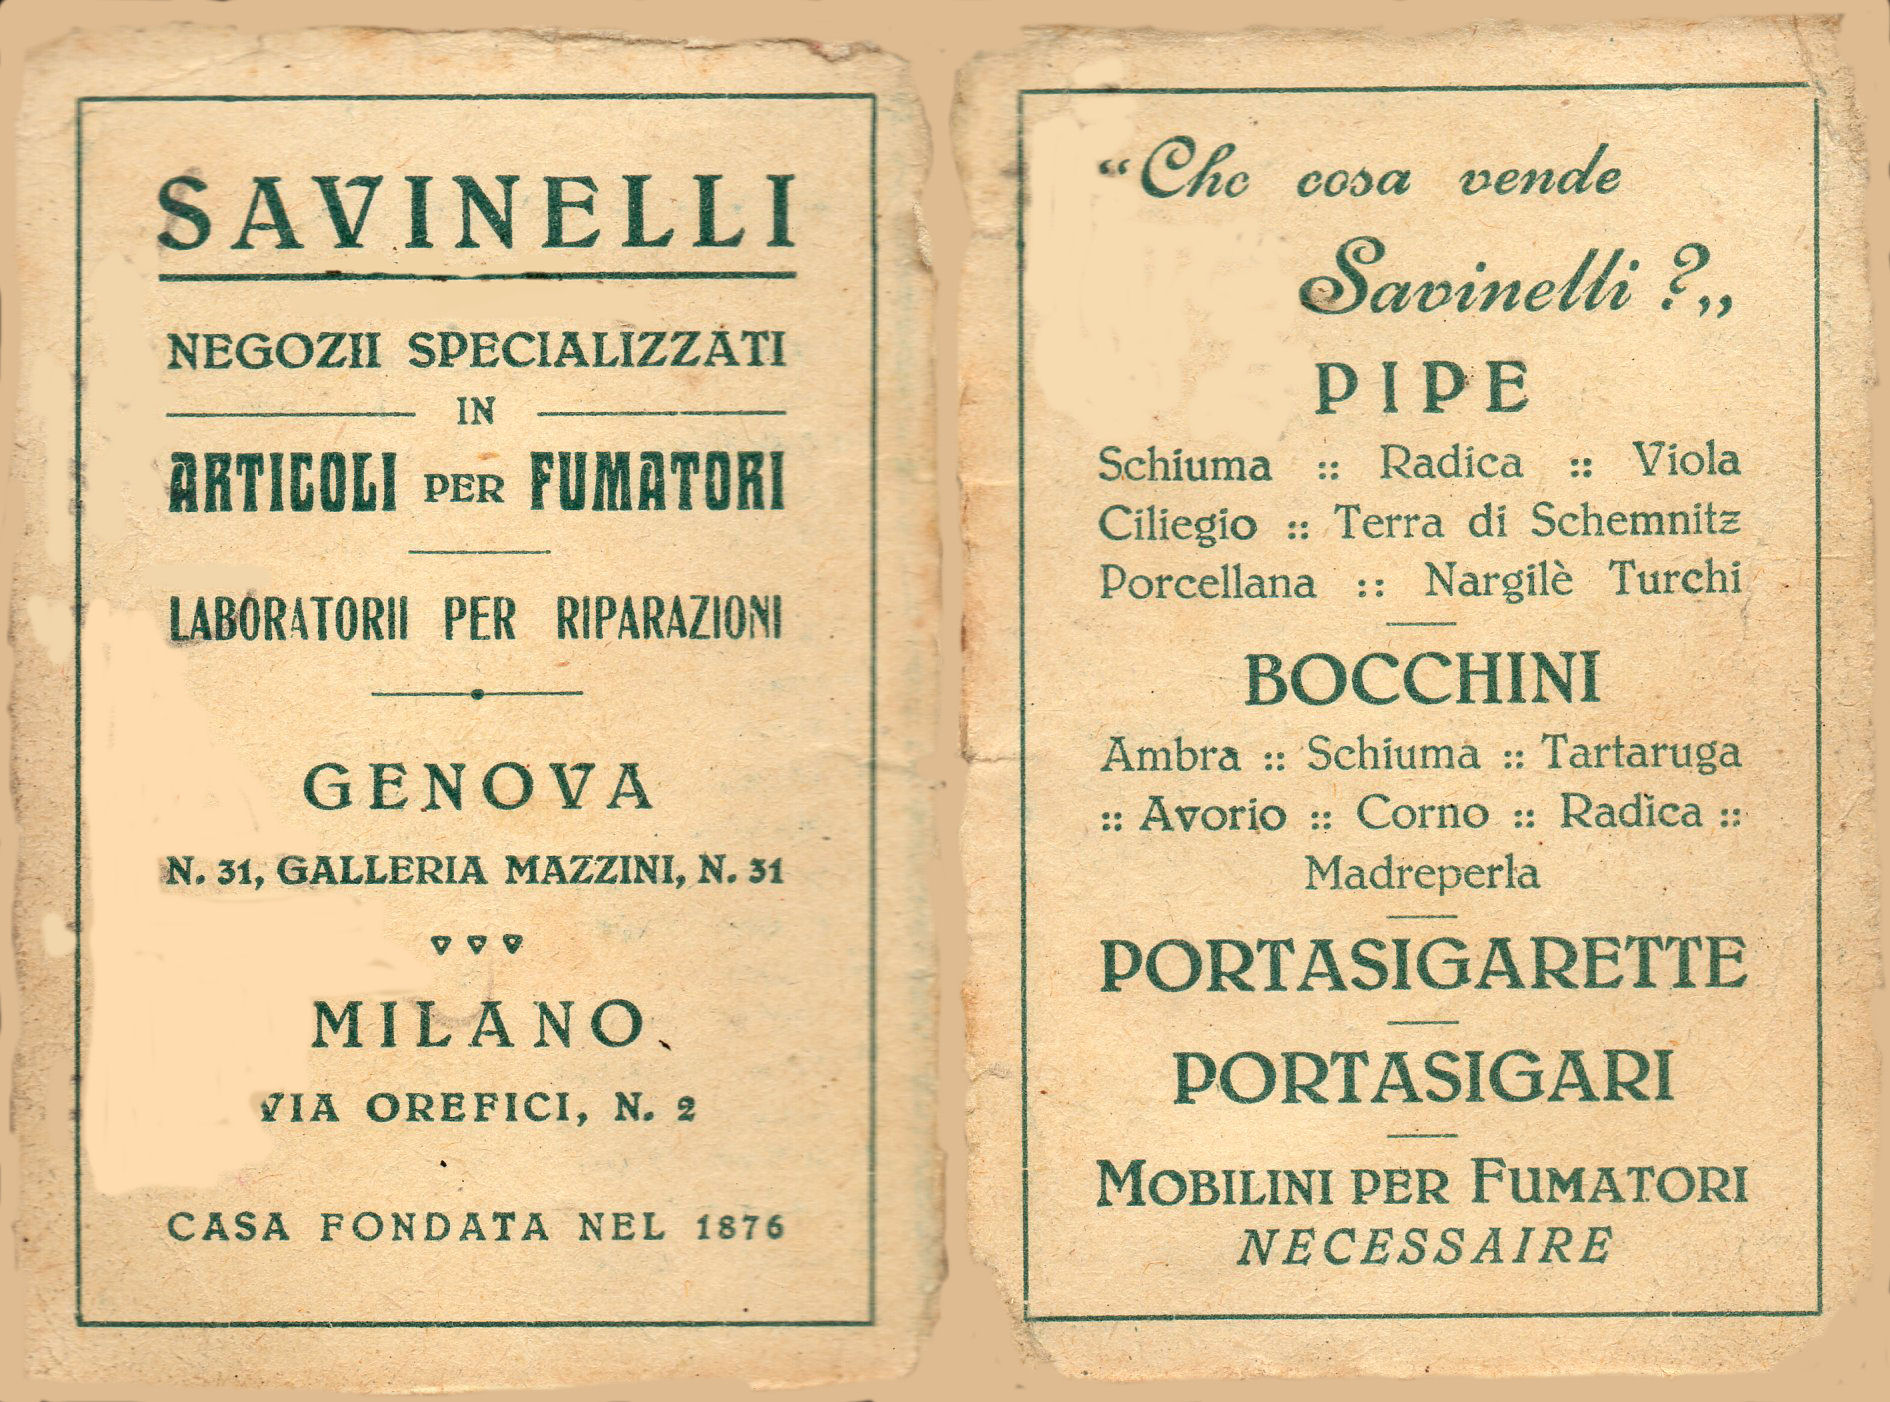 SAVINELLI
NEGOZII SPECIALIZZATI
IN
ARTICOLI PER FUMATORI
LABORATORII PER RIPARAZIONI
GENOVA
N. 31, GALLERIA MAZZINI, N. 31
MILANO
VIA OREFICI, N. 2
CASA FONDATA NEL 1876
“Che cosa vende
Savinelli ?„
PIPE
Schiuma :: Radica :: Viola
Ciliegio :: Terra di Schemnitz
Porcellana :: Nargilè Turchi
BOCCHINI
Ambra :: Schiuma :: Tartaruga
:: Avorio :: Corno :: Radica ::
Madreperla
PORTASIGARETTE
PORTASIGARI
MOBILINI PER FUMATORI
NECESSAIRE